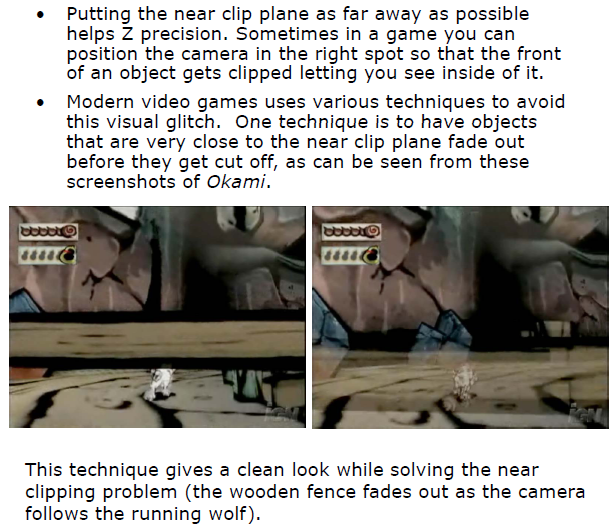 • Putting the near clip plane as far away as possible
helps Z precision. Sometimes in a game you can
position the camera in the right spot so that the front
of an object gets clipped letting you see inside of it.
• Modern video games uses various techniques to avoid
this visual glitch.  One technique is to have objects
that are very close to the near clip plane fade out
before they get cut off, as can be seen from these
screenshots of Okami.
IGN
IGN
This technique gives a clean look while solving the near
clipping problem (the wooden fence fades out as the camera
follows the running wolf).